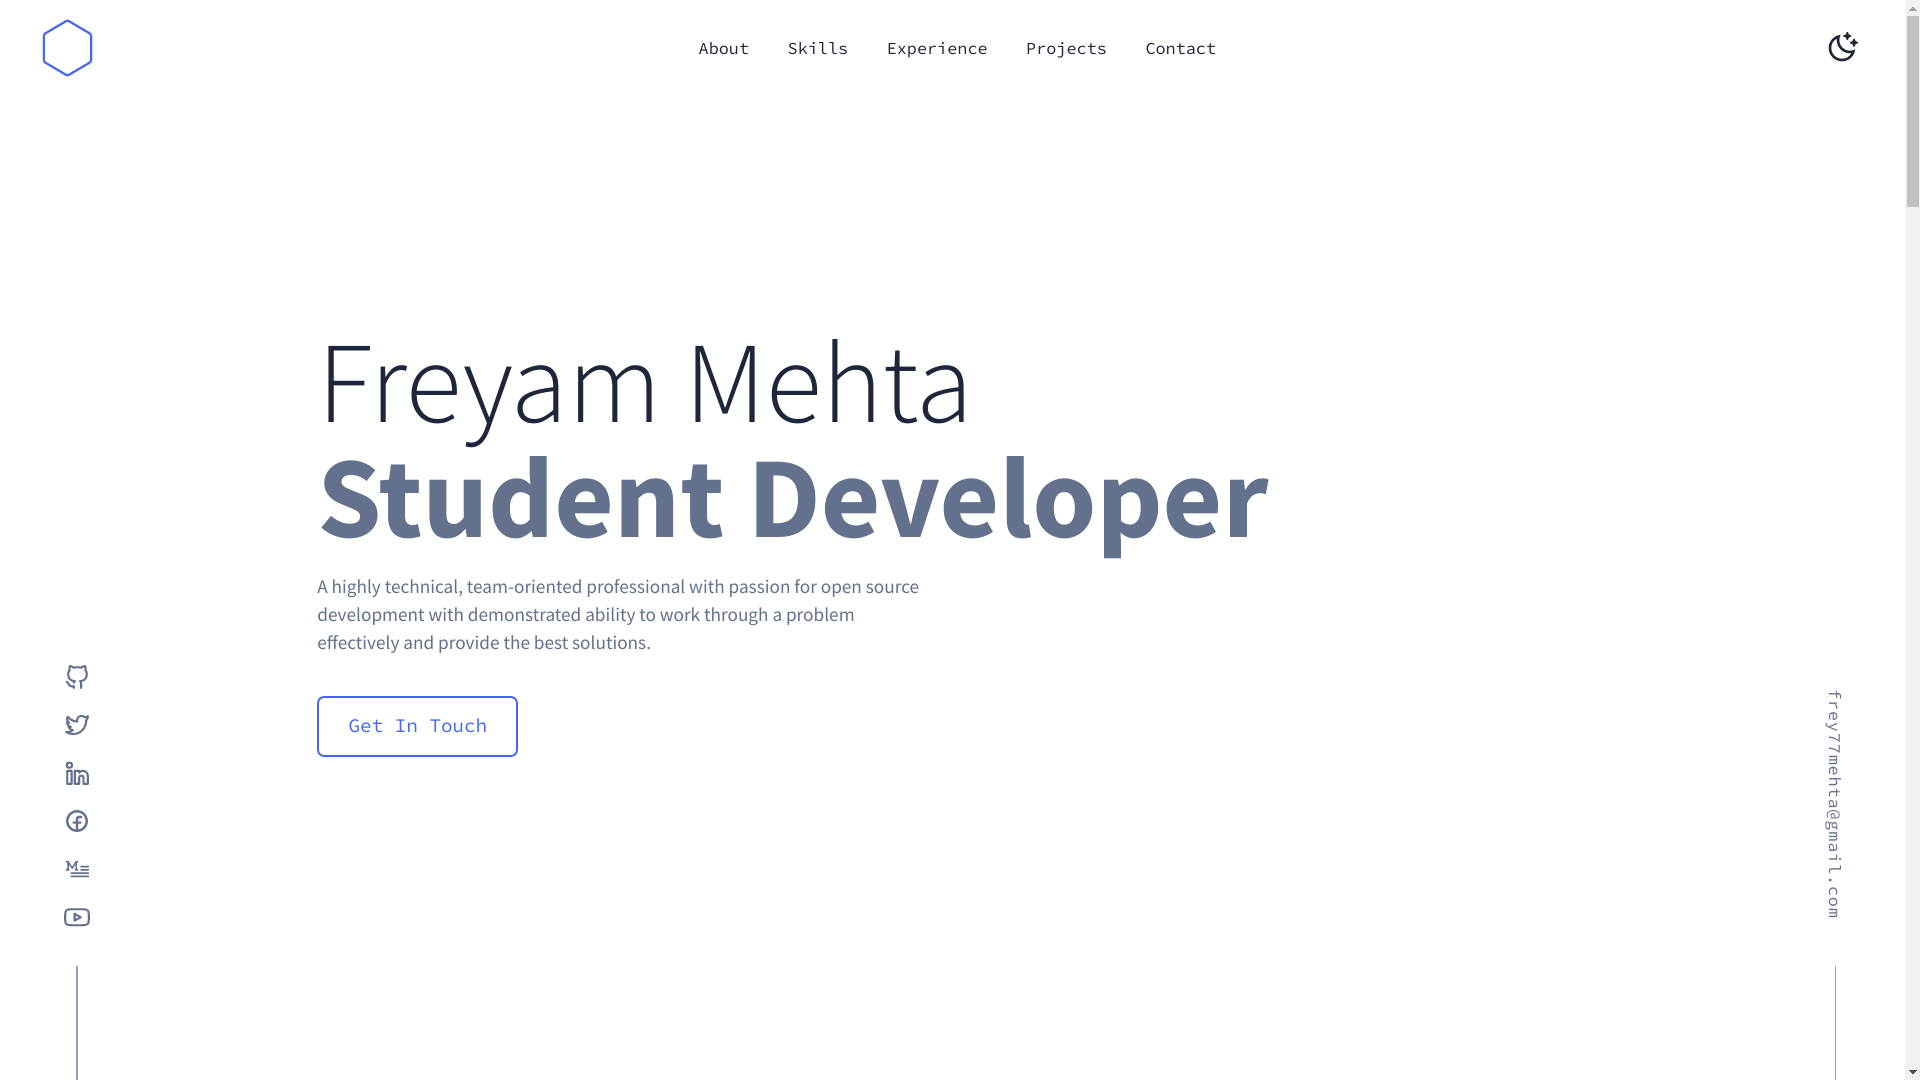 About
Skills
Experience
Projects
Contact
Freyam Mehta
Student Developer
A highly technical, team-oriented professional with passion for open source
development with demonstrated ability to work through a problem
effectively and provide the best solutions.
Get In Touch
frey77mehta@gmail.com